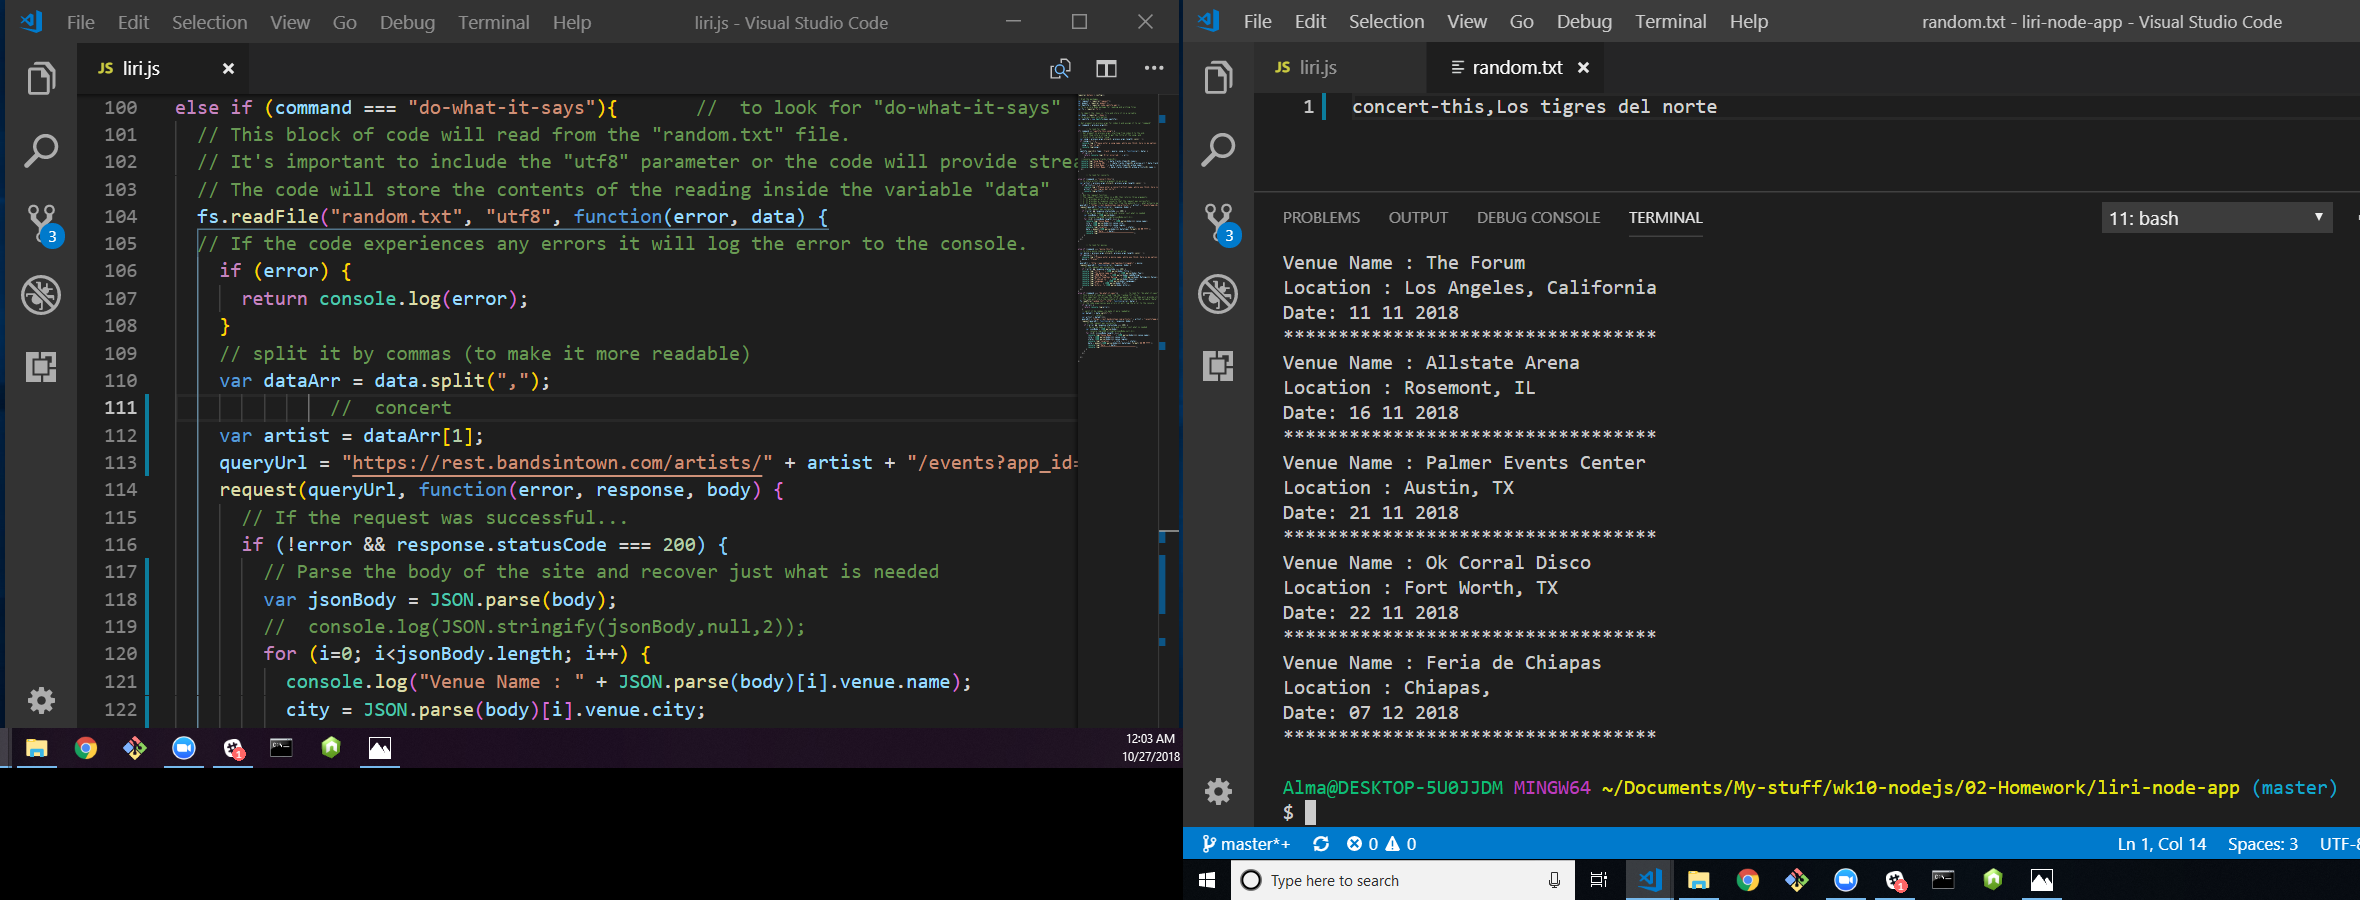 File Edit Selection View Go Debug Terminal Help liri.js - Visual Studio Code
JS liri.js ×
100 else if (command === "do-what-it-says"){ // to look for "do-what-it-says"
101 // This block of code will read from the "random.txt" file.
102 // It's important to include the "utf8" parameter or the code will provide strea
103 // The code will store the contents of the reading inside the variable "data"
104 fs.readFile("random.txt", "utf8", function(error, data) {
105 // If the code experiences any errors it will log the error to the console.
106 if (error) {
107 return console.log(error);
108 }
109 // split it by commas (to make it more readable)
110 var dataArr = data.split(",");
111 // concert
112 var artist = dataArr[1];
113 queryUrl = "https://rest.bandsintown.com/artists/" + artist + "/events?app_id=
114 request(queryUrl, function(error, response, body) {
115 // If the request was successful...
116 if (!error && response.statusCode === 200) {
117 // Parse the body of the site and recover just what is needed
118 var jsonBody = JSON.parse(body);
119 // console.log(JSON.stringify(jsonBody,null,2));
120 for (i=0; i<jsonBody.length; i++) {
121 console.log("Venue Name : " + JSON.parse(body)[i].venue.name);
122 city = JSON.parse(body)[i].venue.city;
3
1
12:03 AM
10/27/2018
File Edit Selection View Go Debug Terminal Help random.txt - liri-node-app - Visual Studio Code
JS liri.js random.txt ×
1 concert-this,Los tigres del norte
3
PROBLEMS OUTPUT DEBUG CONSOLE TERMINAL 11: bash
Venue Name : The Forum
Location : Los Angeles, California
Date: 11 11 2018
**********************************
Venue Name : Allstate Arena
Location : Rosemont, IL
Date: 16 11 2018
**********************************
Venue Name : Palmer Events Center
Location : Austin, TX
Date: 21 11 2018
**********************************
Venue Name : Ok Corral Disco
Location : Fort Worth, TX
Date: 22 11 2018
**********************************
Venue Name : Feria de Chiapas
Location : Chiapas,
Date: 07 12 2018
**********************************
Alma@DESKTOP-5U0JJDM MINGW64 ~/Documents/My-stuff/wk10-nodejs/02-Homework/liri-node-app (master)
$
master*+ 0 0 Ln 1, Col 14 Spaces: 3 UTF-8
Type here to search
1